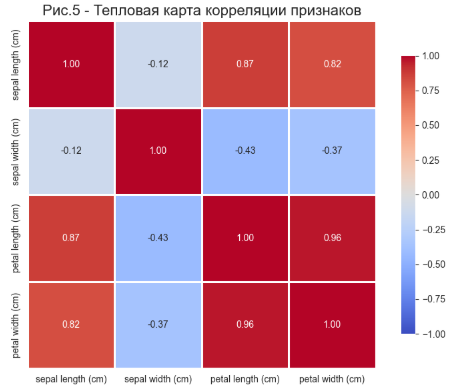 Рис.5 - Тепловая карта корреляции признаков
sepal length (cm)
1.00
-0.12
0.87
0.82
sepal width (cm)
-0.12
1.00
-0.43
-0.37
petal length (cm)
0.87
-0.43
1.00
0.96
petal width (cm)
0.82
-0.37
0.96
1.00
sepal length (cm)
sepal width (cm)
petal length (cm)
petal width (cm)
1.00
0.75
0.50
0.25
0.00
−0.25
−0.50
−0.75
−1.00